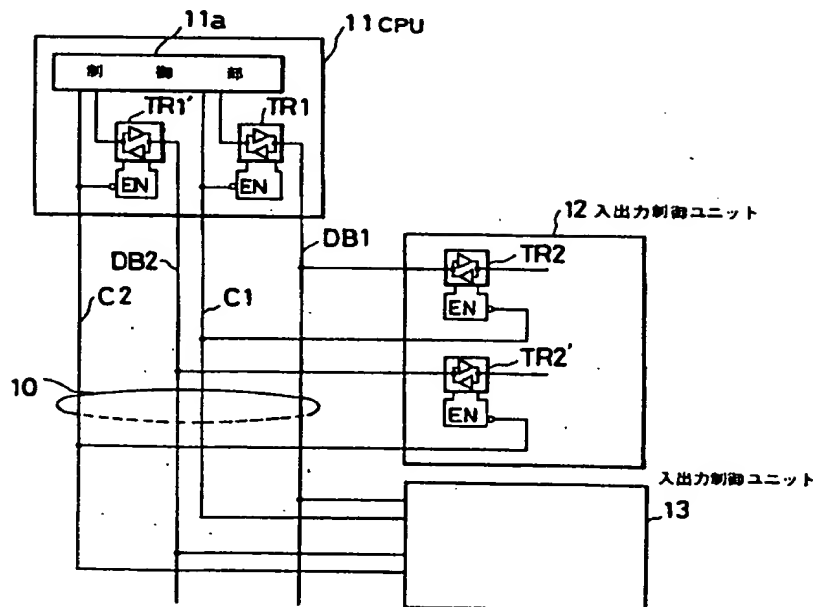 11a
11 CPU
制 御 部
TR1'
TR1
EN
EN
12 入出力制御ユニット
DB1
DB2
TR2
C2
C1
EN
TR2'
10
EN
入出力制御ユニット
13